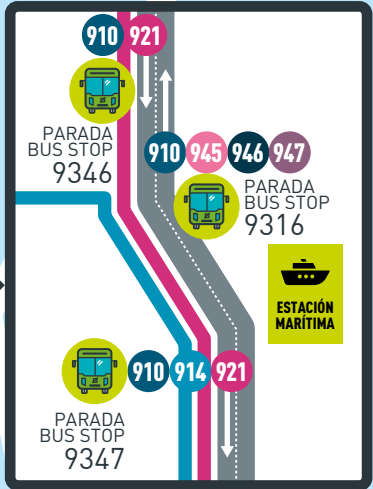 910 921
PARADA
BUS STOP
9346
910 945 946 947
PARADA
BUS STOP
9316
ESTACIÓN
MARÍTIMA
910 914 921
PARADA
BUS STOP
9347